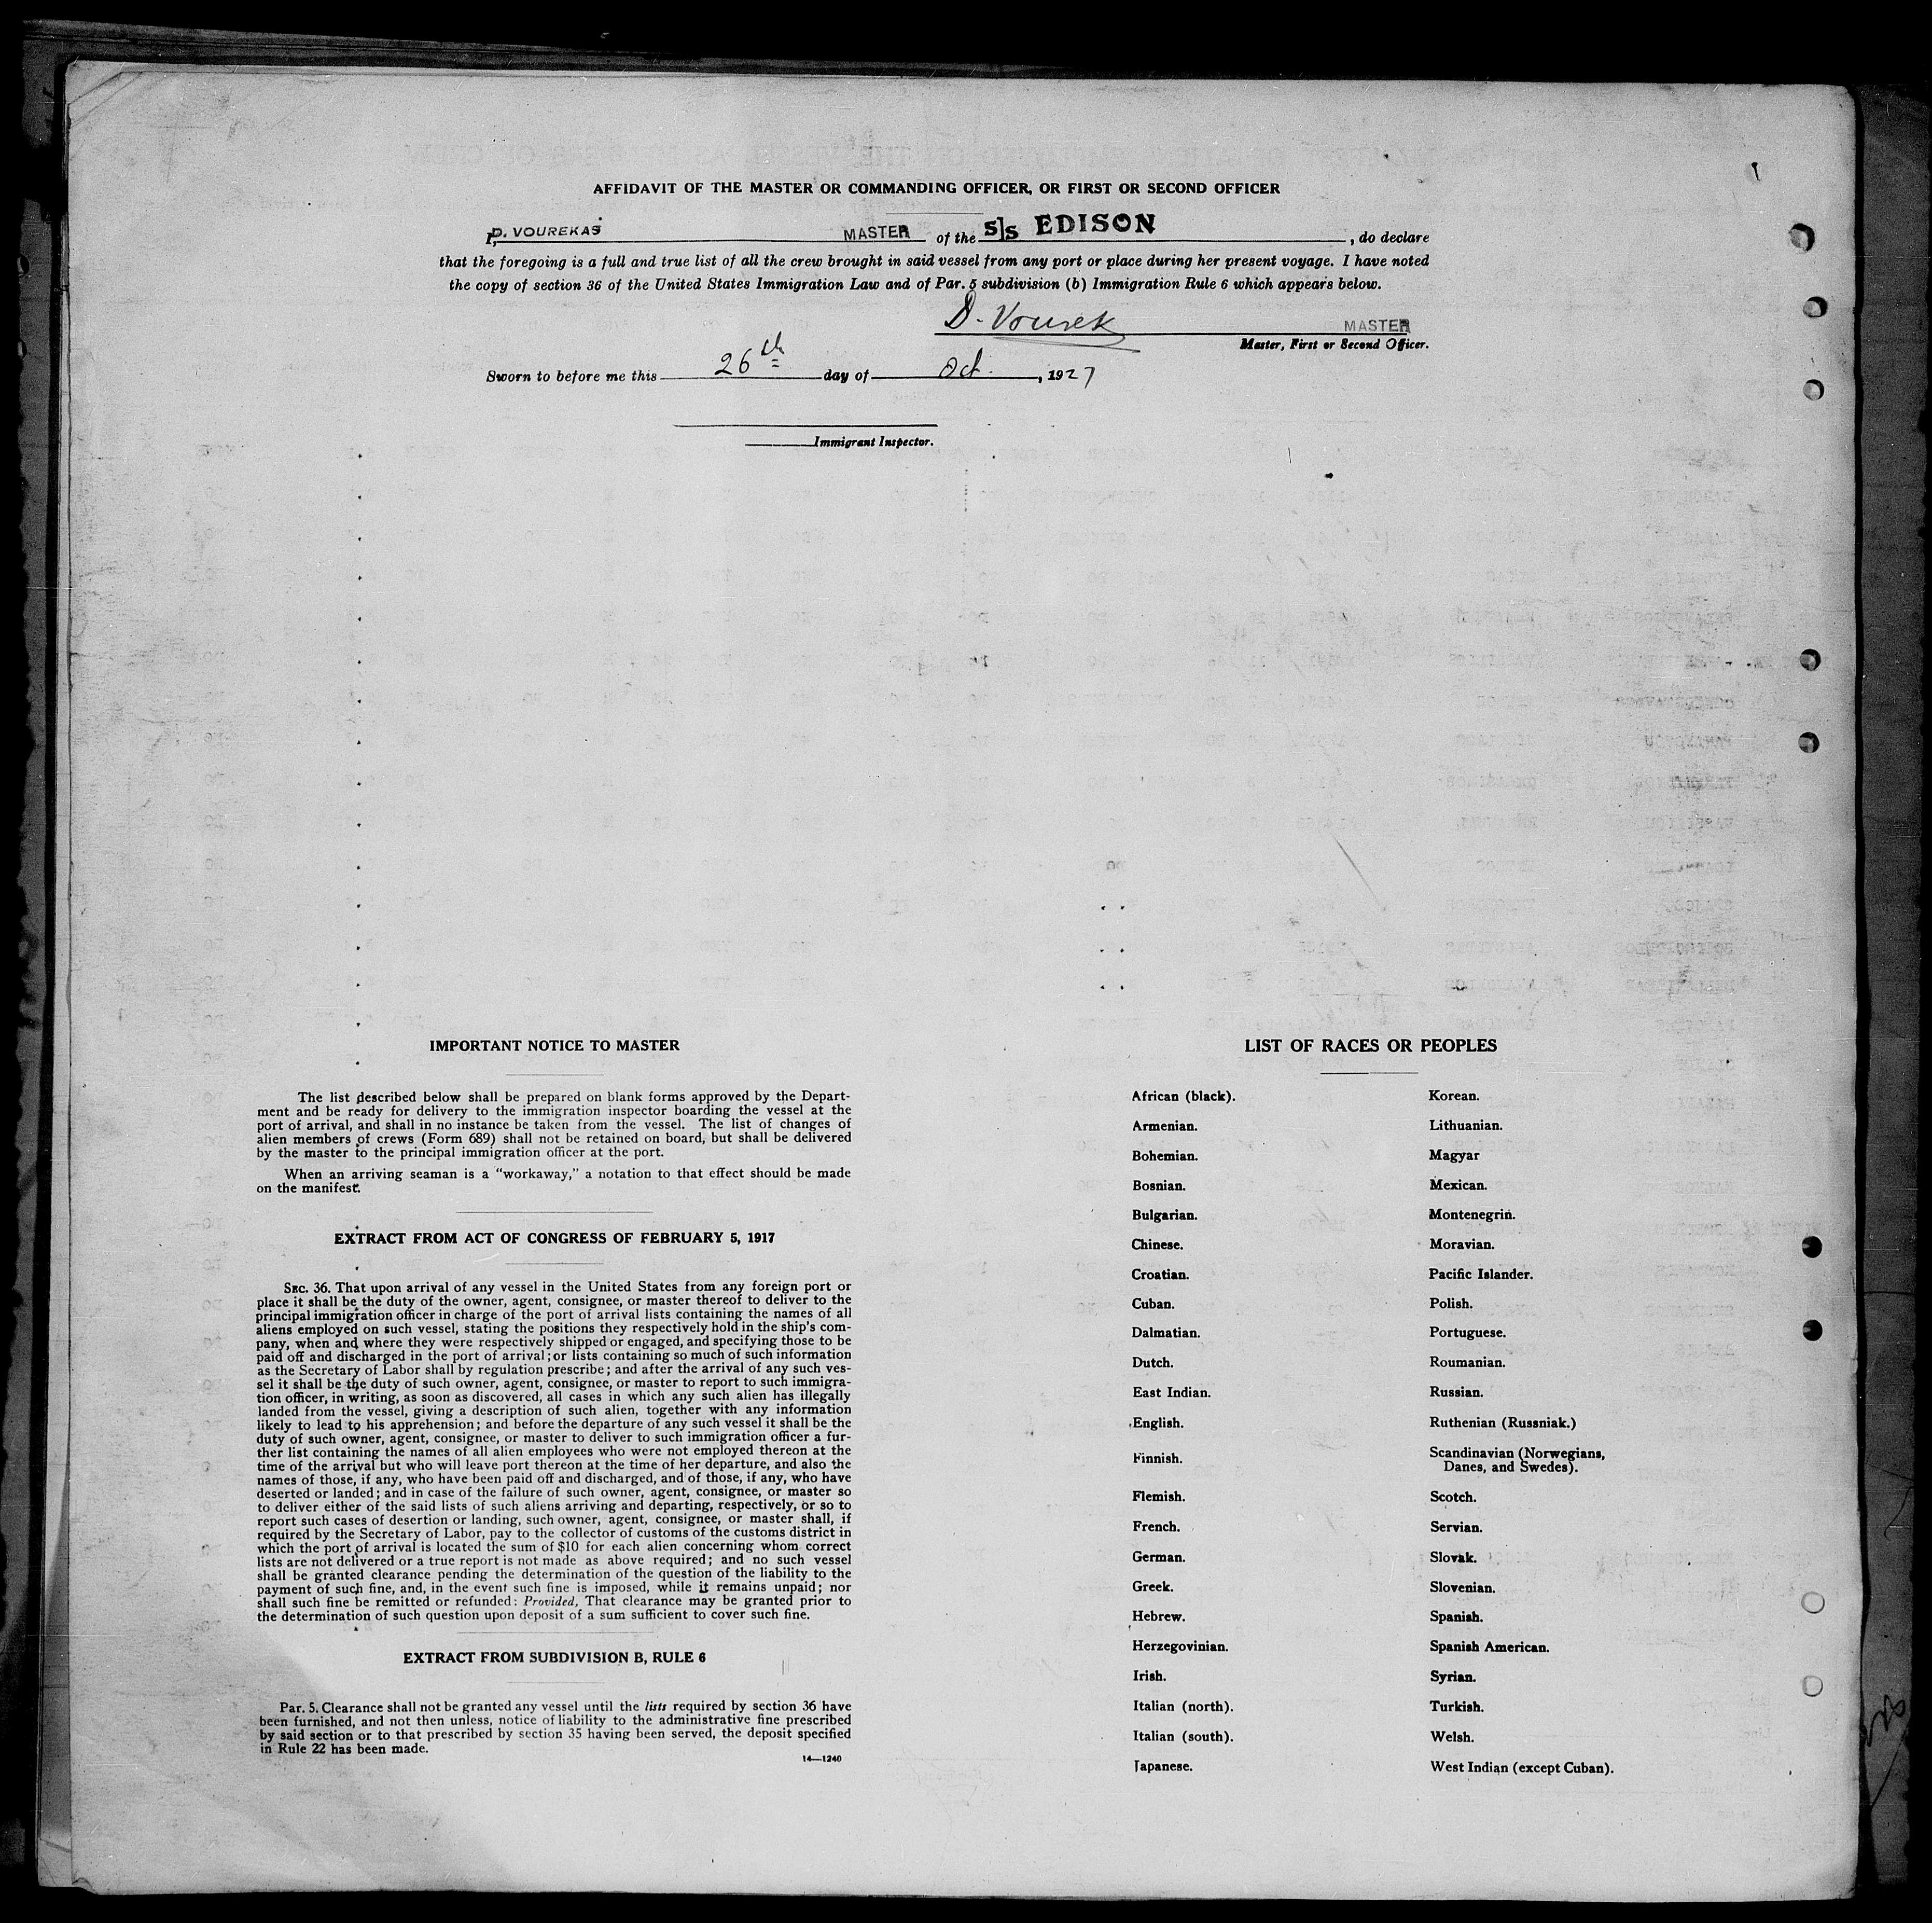 AFFIDAVIT OF THE MASTER OR COMMANDING OFFICER, OR FIRST OR SECOND OFFICER
I, D. VOUREKAS MASTER of the S/S EDISON, do declare
that the foregoing is a full and true list of all the crew brought in said vessel from any port or place during her present voyage. I have noted
the copy of section 36 of the United States Immigration Law and of Par. 5 subdivision (b) Immigration Rule 6 which appears below.
D. Vourek MASTER
Master, First or Second Officer.
Sworn to before me this 26th day of Oct., 1927
Immigrant Inspector.
IMPORTANT NOTICE TO MASTER
The list described below shall be prepared on blank forms approved by the Depart-
ment and be ready for delivery to the immigration inspector boarding the vessel at the
port of arrival, and shall in no instance be taken from the vessel. The list of changes of
alien members of crews (Form 689) shall not be retained on board, but shall be delivered
by the master to the principal immigration officer at the port.
When an arriving seaman is a "workaway," a notation to that effect should be made
on the manifest.
EXTRACT FROM ACT OF CONGRESS OF FEBRUARY 5, 1917
SEC. 36. That upon arrival of any vessel in the United States from any foreign port or
place it shall be the duty of the owner, agent, consignee, or master thereof to deliver to the
principal immigration officer in charge of the port of arrival lists containing the names of all
aliens employed on such vessel, stating the positions they respectively hold in the ship's com-
pany, when and where they were respectively shipped or engaged, and specifying those to be
paid off and discharged in the port of arrival; or lists containing so much of such information
as the Secretary of Labor shall by regulation prescribe; and after the arrival of any such ves-
sel it shall be the duty of such owner, agent, consignee, or master to report to such immigra-
tion officer, in writing, as soon as discovered, all cases in which any such alien has illegally
landed from the vessel, giving a description of such alien, together with any information
likely to lead to his apprehension; and before the departure of any such vessel it shall be the
duty of such owner, agent, consignee, or master to deliver to such immigration officer a fur-
ther list containing the names of all alien employees who were not employed thereon at the
time of the arrival but who will leave port thereon at the time of her departure, and also the
names of those, if any, who have been paid off and discharged, and of those, if any, who have
deserted or landed; and in case of the failure of such owner, agent, consignee, or master so
to deliver either of the said lists of such aliens arriving and departing, respectively, or so to
report such cases of desertion or landing, such owner, agent, consignee, or master shall, if
required by the Secretary of Labor, pay to the collector of customs of the customs district in
which the port of arrival is located the sum of $10 for each alien concerning whom correct
lists are not delivered or a true report is not made as above required; and no such vessel
shall be granted clearance pending the determination of the question of the liability to the
payment of such fine, and, in the event such fine is imposed, while it remains unpaid; nor
shall such fine be remitted or refunded: Provided, That clearance may be granted prior to
the determination of such question upon deposit of a sum sufficient to cover such fine.
EXTRACT FROM SUBDIVISION B, RULE 6
Par. 5. Clearance shall not be granted any vessel until the lists required by section 36 have
been furnished, and not then unless, notice of liability to the administrative fine prescribed
by said section or to that prescribed by section 35 having been served, the deposit specified
in Rule 22 has been made.
14—1240
LIST OF RACES OR PEOPLES
African (black).
Armenian.
Bohemian.
Bosnian.
Bulgarian.
Chinese.
Croatian.
Cuban.
Dalmatian.
Dutch.
East Indian.
English.
Finnish.
Flemish.
French.
German.
Greek.
Hebrew.
Herzegovinian.
Irish.
Italian (north).
Italian (south).
Japanese.
Korean.
Lithuanian.
Magyar
Mexican.
Montenegrin.
Moravian.
Pacific Islander.
Polish.
Portuguese.
Roumanian.
Russian.
Ruthenian (Russniak.)
Scandinavian (Norwegians,
Danes, and Swedes).
Scotch.
Servian.
Slovak.
Slovenian.
Spanish.
Spanish American.
Syrian.
Turkish.
Welsh.
West Indian (except Cuban).